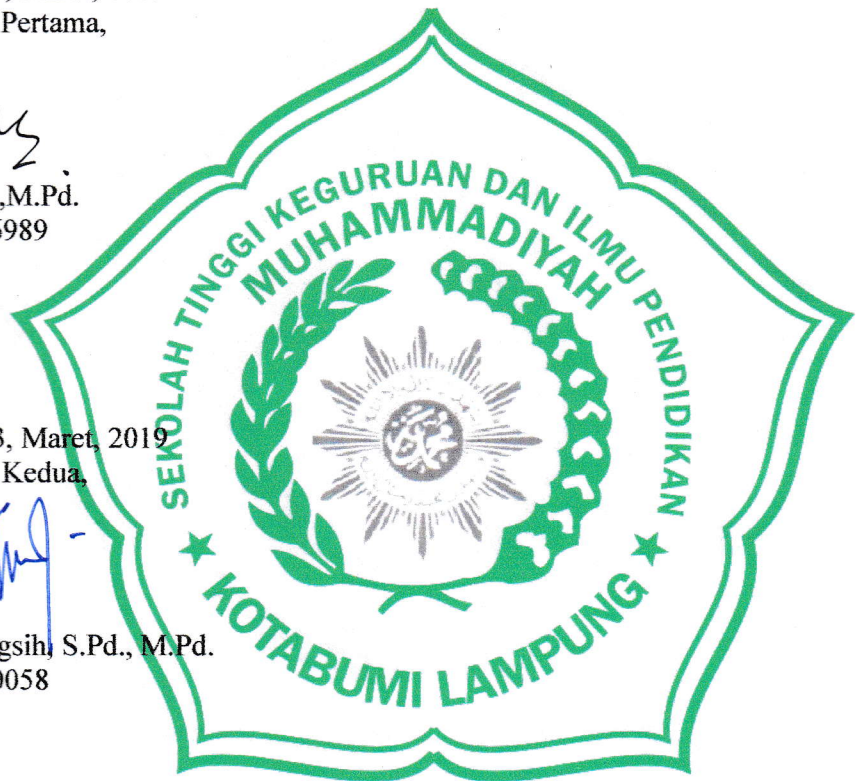 Pertama,
,M.Pd.
989
, Maret, 2019
Kedua,
gsih, S.Pd., M.Pd.
0058
SEKOLAH TINGGI KEGURUAN DAN ILMU PENDIDIKAN
MUHAMMADIYAH
★ KOTABUMI LAMPUNG ★